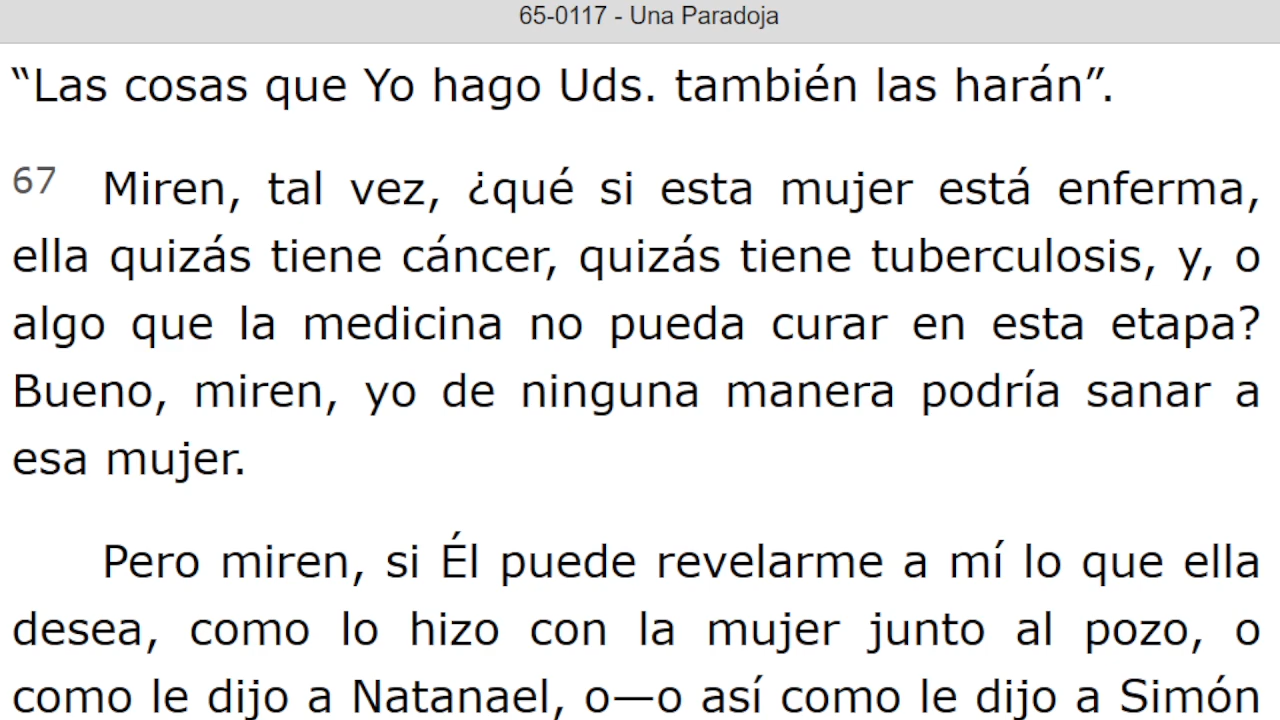 65-0117 - Una Paradoja
“Las cosas que Yo hago Uds. también las harán”.
67 Miren, tal vez, ¿qué si esta mujer está enferma,
ella quizás tiene cáncer, quizás tiene tuberculosis, y, o
algo que la medicina no pueda curar en esta etapa?
Bueno, miren, yo de ninguna manera podría sanar a
esa mujer.
Pero miren, si Él puede revelarme a mí lo que ella
desea, como lo hizo con la mujer junto al pozo, o
como le dijo a Natanael, o—o así como le dijo a Simón